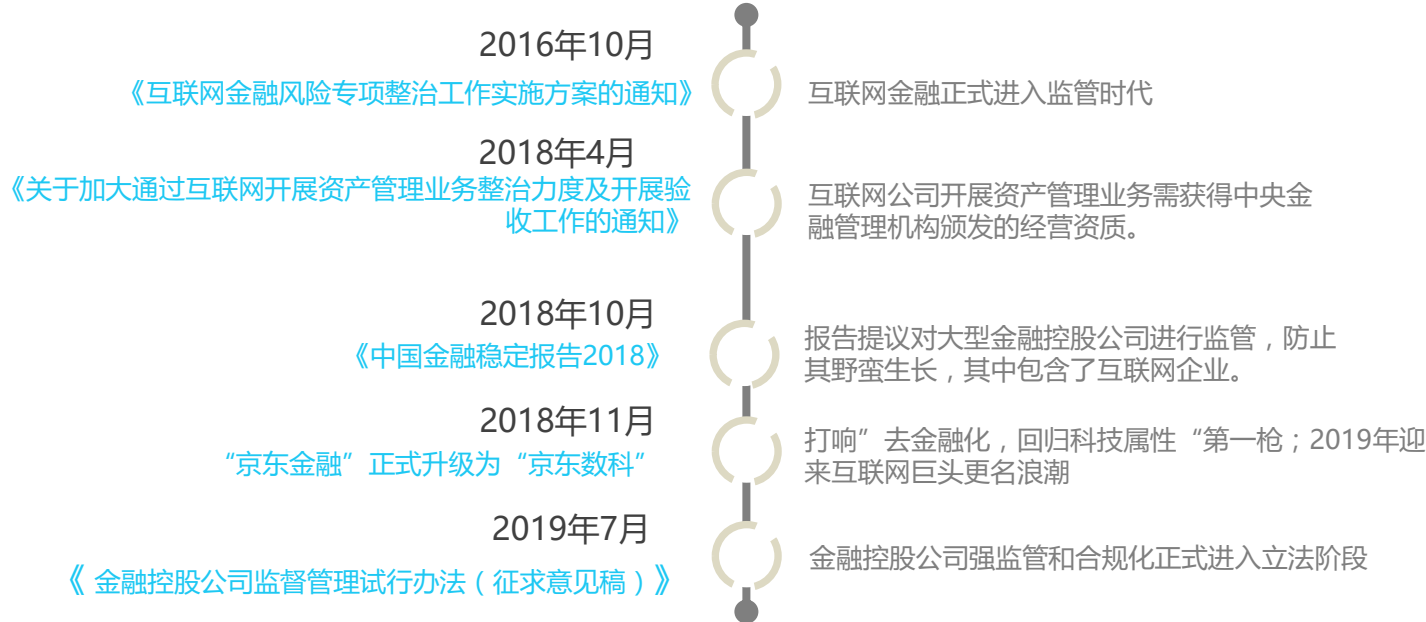 2016年10月
《互联网金融风险专项整治工作实施方案的通知》
互联网金融正式进入监管时代
2018年4月
《关于加大通过互联网开展资产管理业务整治力度及开展验
收工作的通知》
互联网公司开展资产管理业务需获得中央金
融管理机构颁发的经营资质。
2018年10月
《中国金融稳定报告2018》
报告提议对大型金融控股公司进行监管，防止
其野蛮生长，其中包含了互联网企业。
2018年11月
“京东金融”正式升级为“京东数科”
打响”去金融化，回归科技属性“第一枪；2019年迎
来互联网巨头更名浪潮
2019年7月
《 金融控股公司监督管理试行办法（征求意见稿）》
金融控股公司强监管和合规化正式进入立法阶段